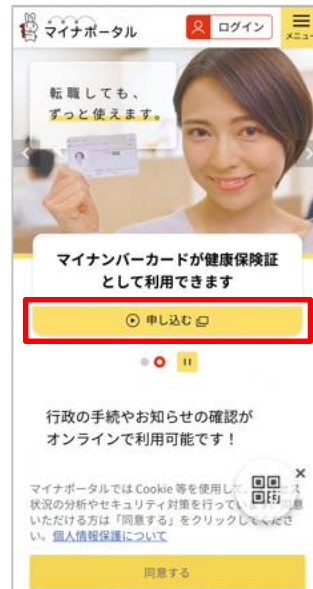 マイナポータル
ログイン
メニュー
転職しても、
ずっと使えます。
マイナンバーカードが健康保険証
として利用できます
申し込む
行政の手続やお知らせの確認が
オンラインで利用可能です！
マイナポータルでは Cookie 等を使用して、
状況の分析やセキュリティ対策を行って
いただける方は「同意する」をクリックしてくださ
い。個人情報保護について
同意する